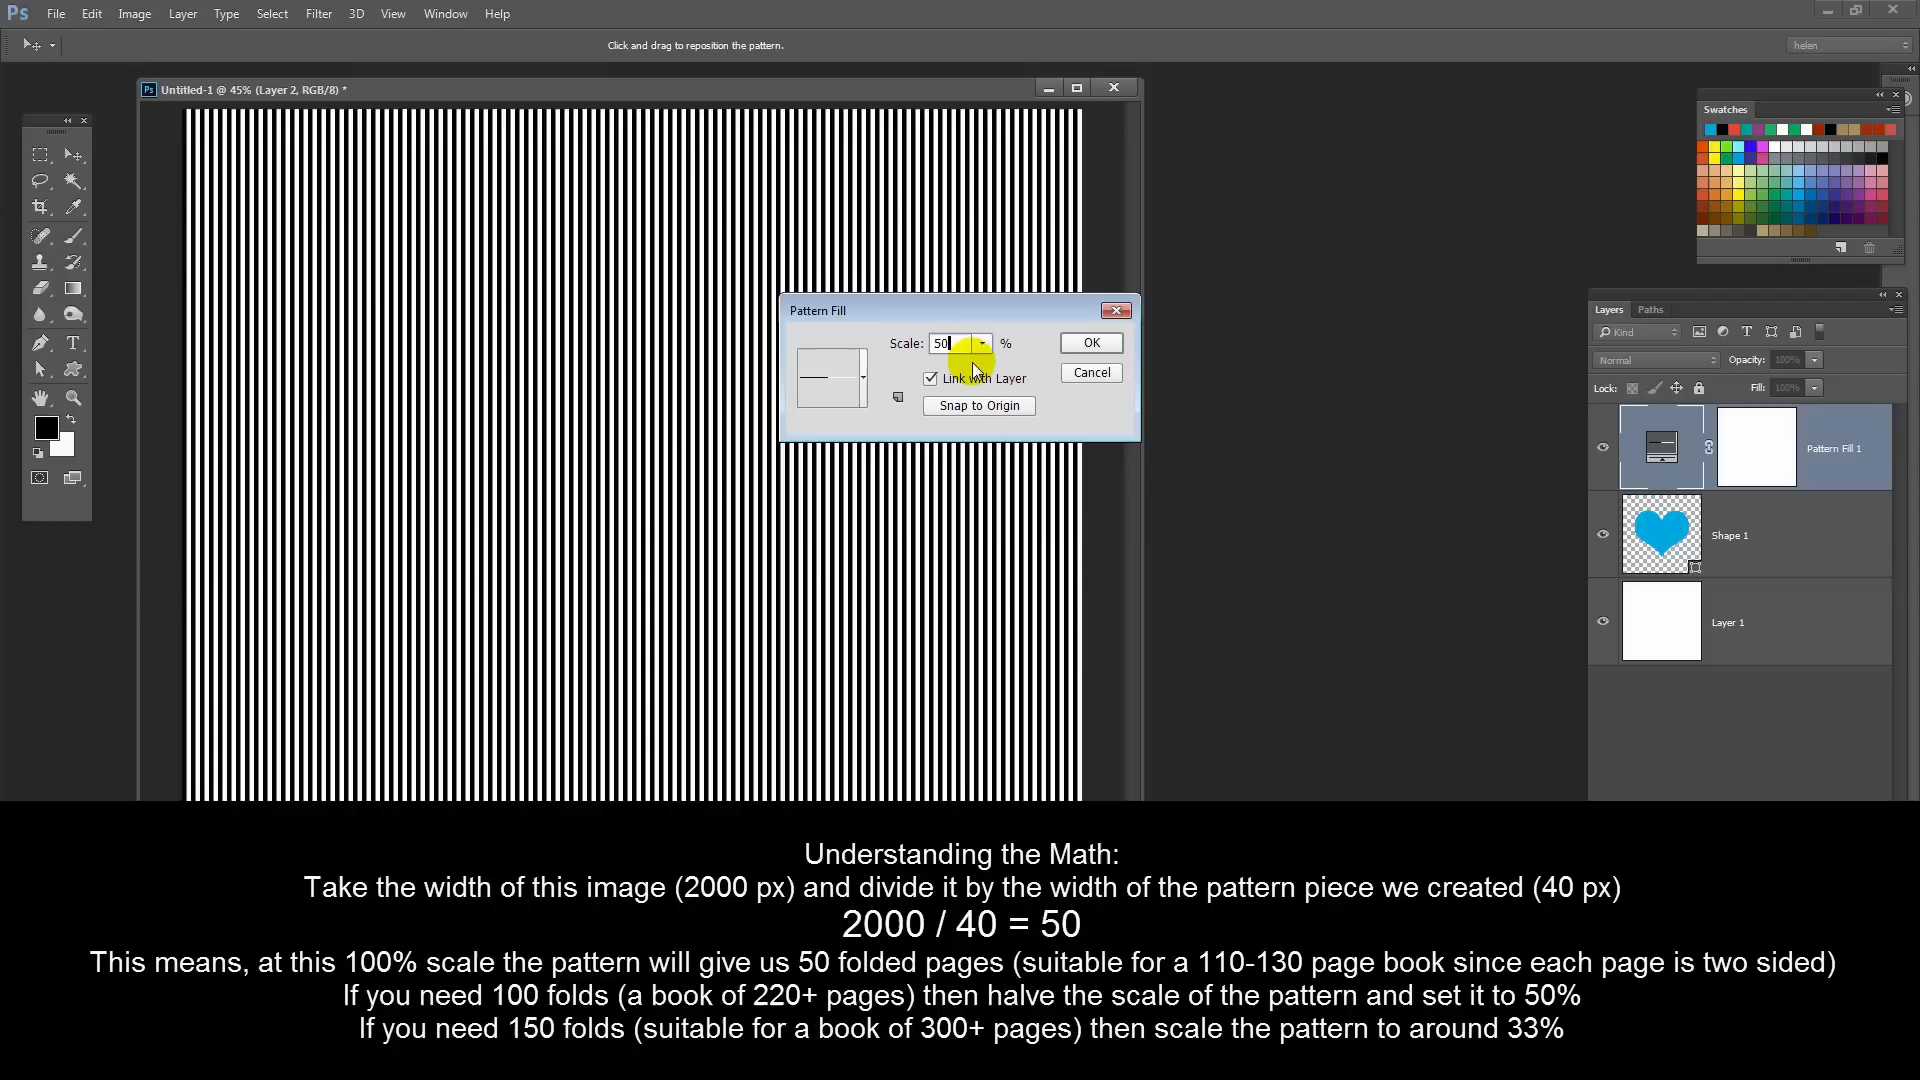 Ps File Edit Image Layer Type Select Filter 3D View Window Help
Click and drag to reposition the pattern.
helen
Ps Untitled-1 @ 45% (Layer 2, RGB/8) *
Swatches
Pattern Fill
Scale: 50 %
OK
Link with Layer
Cancel
Snap to Origin
Layers Paths
Kind
Normal Opacity: 100%
Lock: Fill: 100%
Pattern Fill 1
Shape 1
Layer 1
Understanding the Math:
Take the width of this image (2000 px) and divide it by the width of the pattern piece we created (40 px)
2000 / 40 = 50
This means, at this 100% scale the pattern will give us 50 folded pages (suitable for a 110-130 page book since each page is two sided)
If you need 100 folds (a book of 220+ pages) then halve the scale of the pattern and set it to 50%
If you need 150 folds (suitable for a book of 300+ pages) then scale the pattern to around 33%